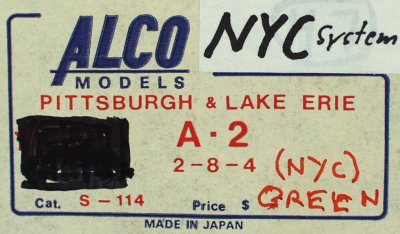 ALCO
MODELS
NYC System
PITTSBURGH & LAKE ERIE
A-2
2-8-4 (NYC)
Cat. S-114 Price $ GREEN
MADE IN JAPAN